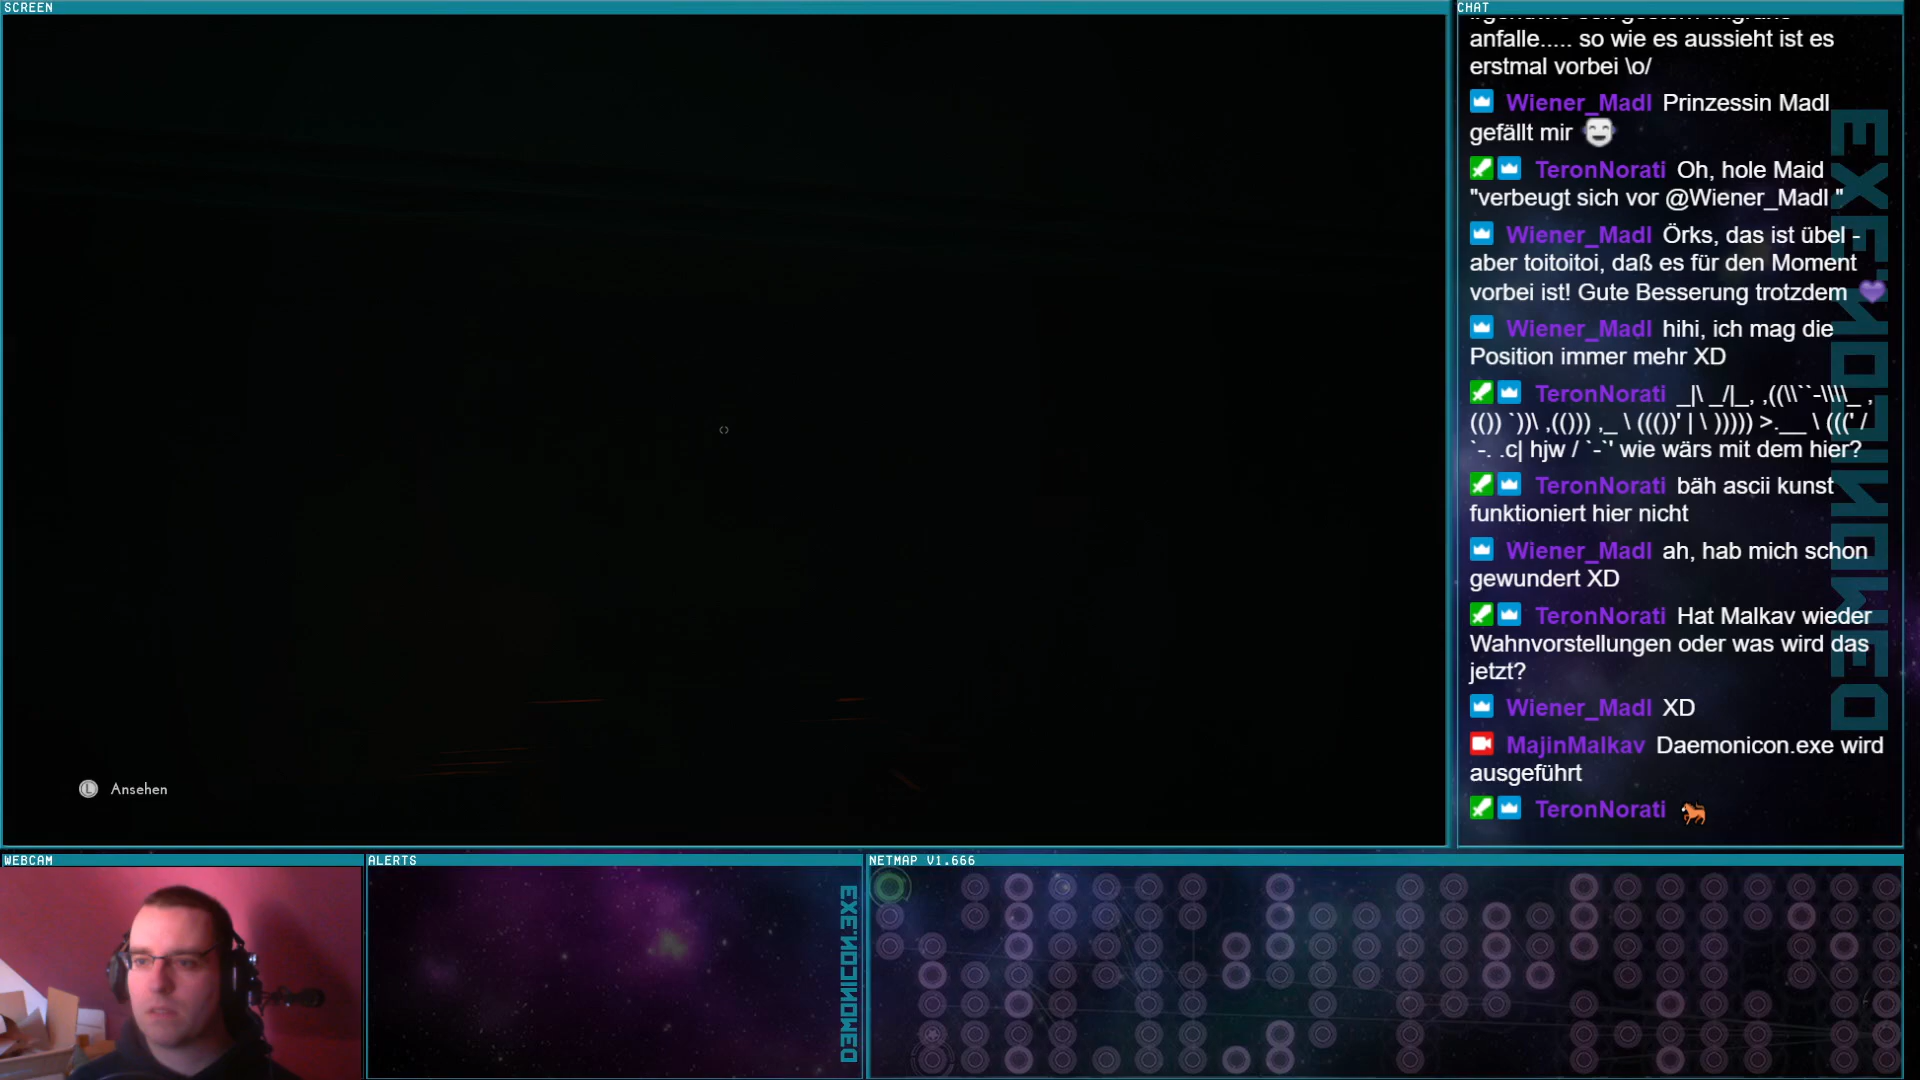 SCREEN
Ansehen
CHAT
anfalle..... so wie es aussieht ist es
erstmal vorbei \o/
Wiener_Madl Prinzessin Madl
gefällt mir
TeronNorati Oh, hole Maid
"verbeugt sich vor @Wiener_Madl "
Wiener_Madl Örks, das ist übel -
aber toitoitoi, daß es für den Moment
vorbei ist! Gute Besserung trotzdem
Wiener_Madl hihi, ich mag die
Position immer mehr XD
TeronNorati _|\ _/|_, ,((\\``-\\\\_ ,
(()) `))\ ,(())) ,_ \ ((())' | \ ))))) >.__ \ (((' /
`-. .c| hjw / `-`' wie wärs mit dem hier?
TeronNorati bäh ascii kunst
funktioniert hier nicht
Wiener_Madl ah, hab mich schon
gewundert XD
TeronNorati Hat Malkav wieder
Wahnvorstellungen oder was wird das
jetzt?
Wiener_Madl XD
MajinMalkav Daemonicon.exe wird
ausgeführt
TeronNorati
WEBCAM
ALERTS
NETMAP V1.666